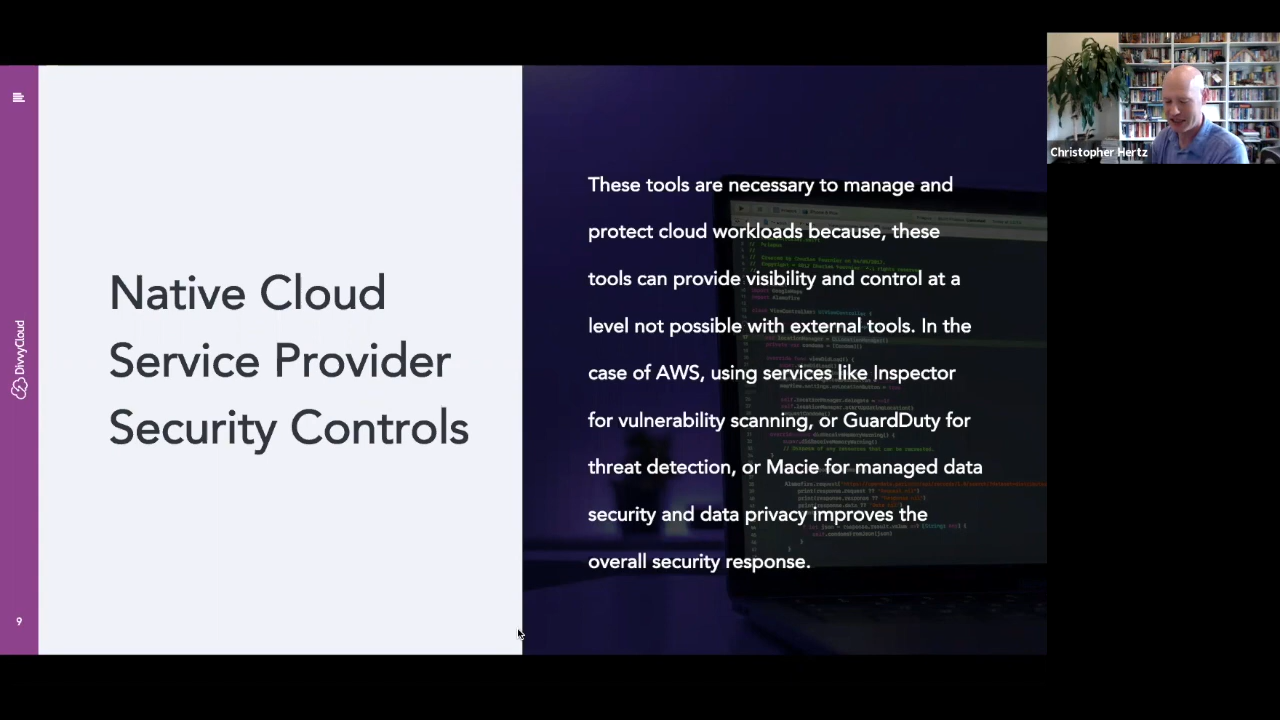 Native Cloud
Service Provider
Security Controls
These tools are necessary to manage and
protect cloud workloads because, these
tools can provide visibility and control at a
level not possible with external tools. In the
case of AWS, using services like Inspector
for vulnerability scanning, or GuardDuty for
threat detection, or Macie for managed data
security and data privacy improves the
overall security response.
DivvyCloud
9
Christopher Hertz